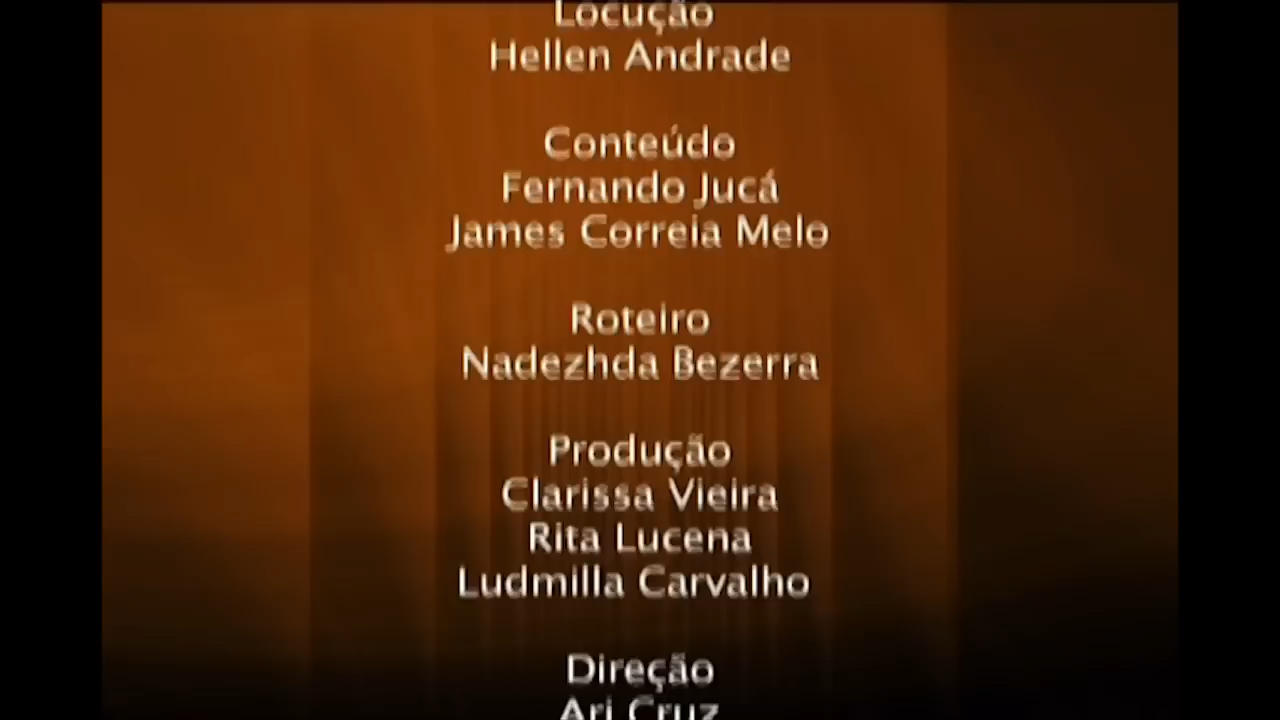 Locução
Hellen Andrade
Conteúdo
Fernando Jucá
James Correia Melo
Roteiro
Nadezhda Bezerra
Produção
Clarissa Vieira
Rita Lucena
Ludmilla Carvalho
Direção
Ari Cruz